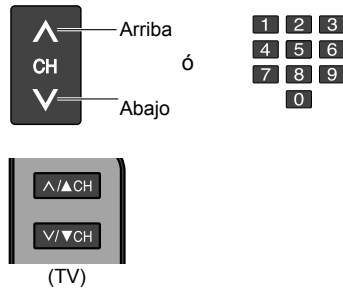 Arriba
CH
ó
Abajo
1 2 3
4 5 6
7 8 9
0
∧/▲CH
∨/▼CH
(TV)